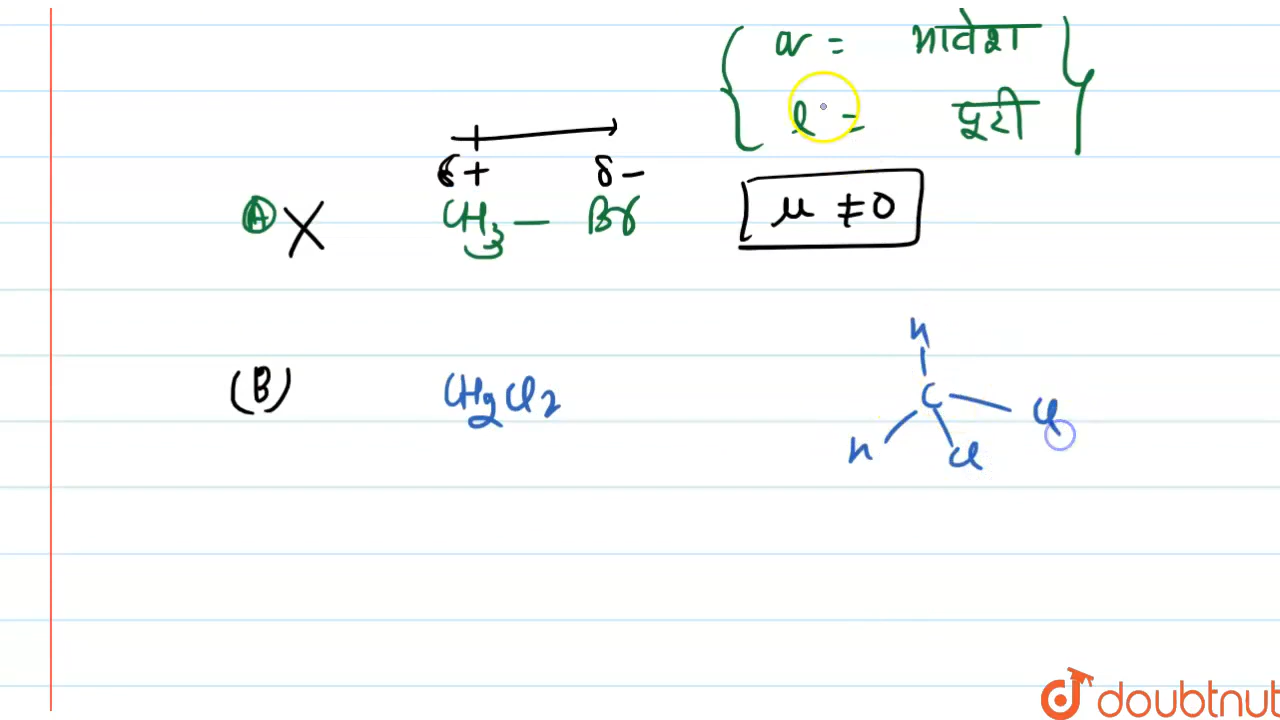 a = आवेश
l = दूरी
δ+ δ-
(A) X CH3 - Br μ ≠ 0
H
(B) CH2Cl2 C Cl
H Cl
doubtnut